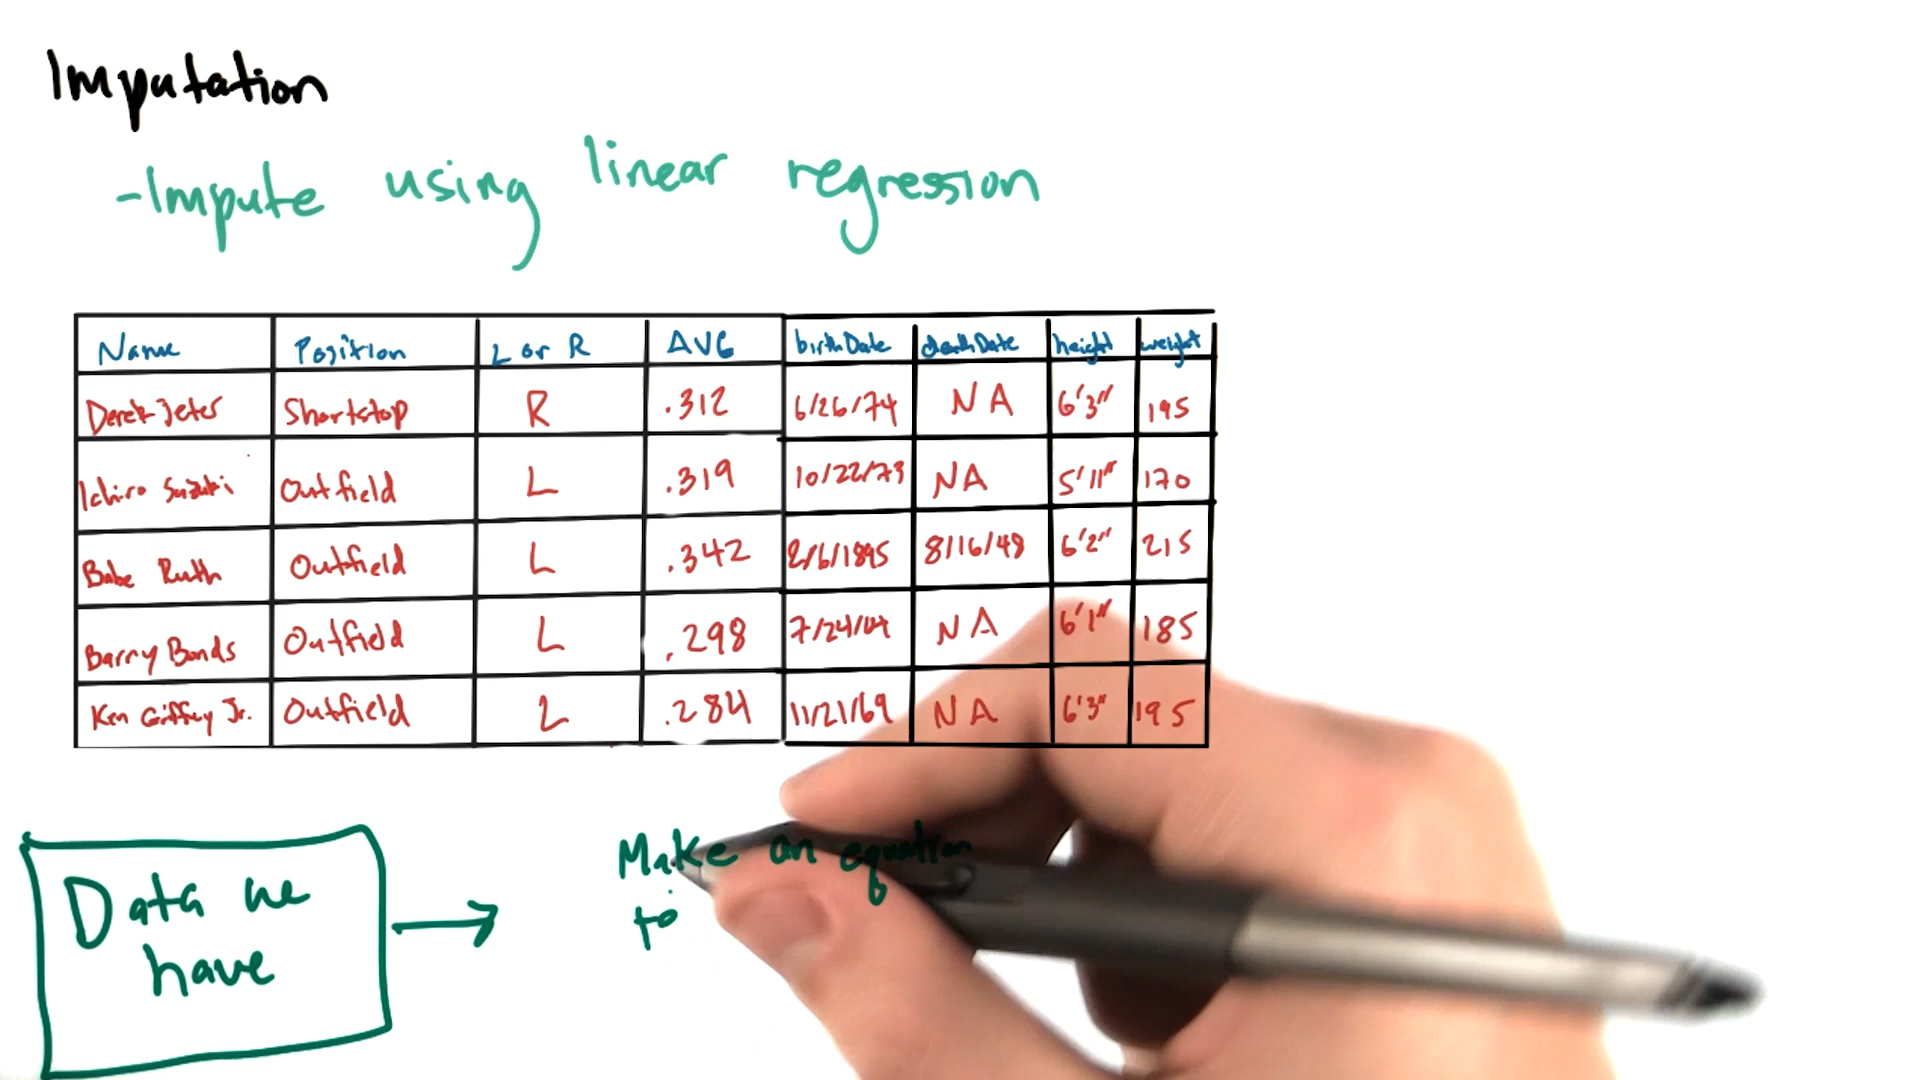 Imputation
-Impute using linear regression
Name Position L or R AVG birthDate deathDate height weight
Derek Jeter Shortstop R .312 6/26/74 NA 6'3" 195
Ichiro Suzuki Outfield L .319 10/22/73 NA 5'11" 170
Babe Ruth Outfield L .342 2/6/1895 8/16/48 6'2" 215
Barry Bonds Outfield L .298 7/24/64 NA 6'1" 185
Ken Griffey Jr. Outfield L .284 11/21/69 NA 6'3" 195
Data we
have
Make an equation
to